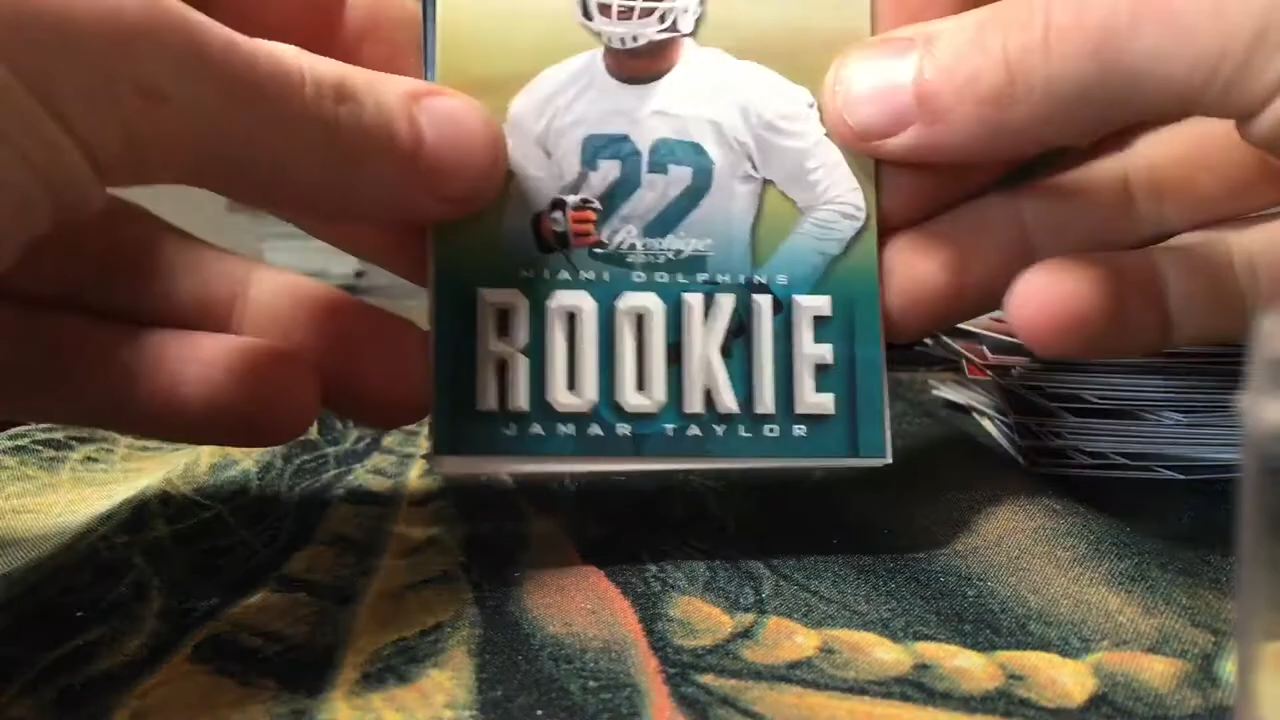 22
Prestige
2013
MIAMI DOLPHINS
ROOKIE
JAMAR TAYLOR